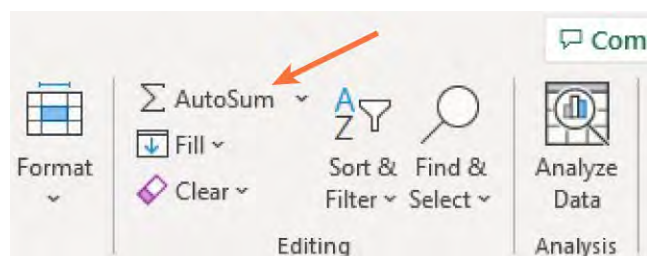 Com
AutoSum
Fill
Clear
Format
Sort &
Filter
Find &
Select
Analyze
Data
Editing
Analysis